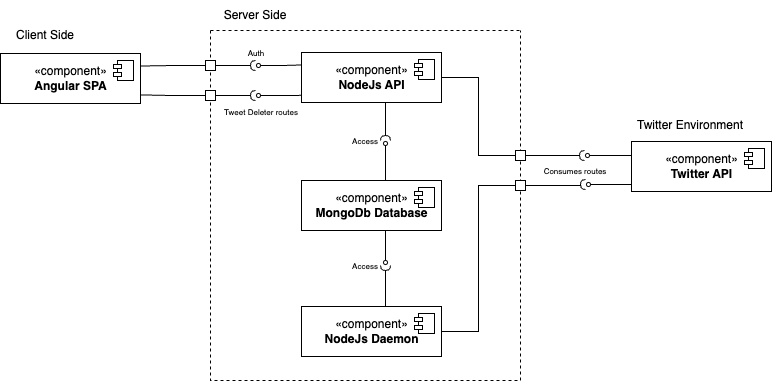 Server Side
Client Side
Auth
«component»
Angular SPA
«component»
NodeJs API
Tweet Deleter routes
Access
Twitter Environment
«component»
Twitter API
Consumes routes
«component»
MongoDb Database
Access
«component»
NodeJs Daemon